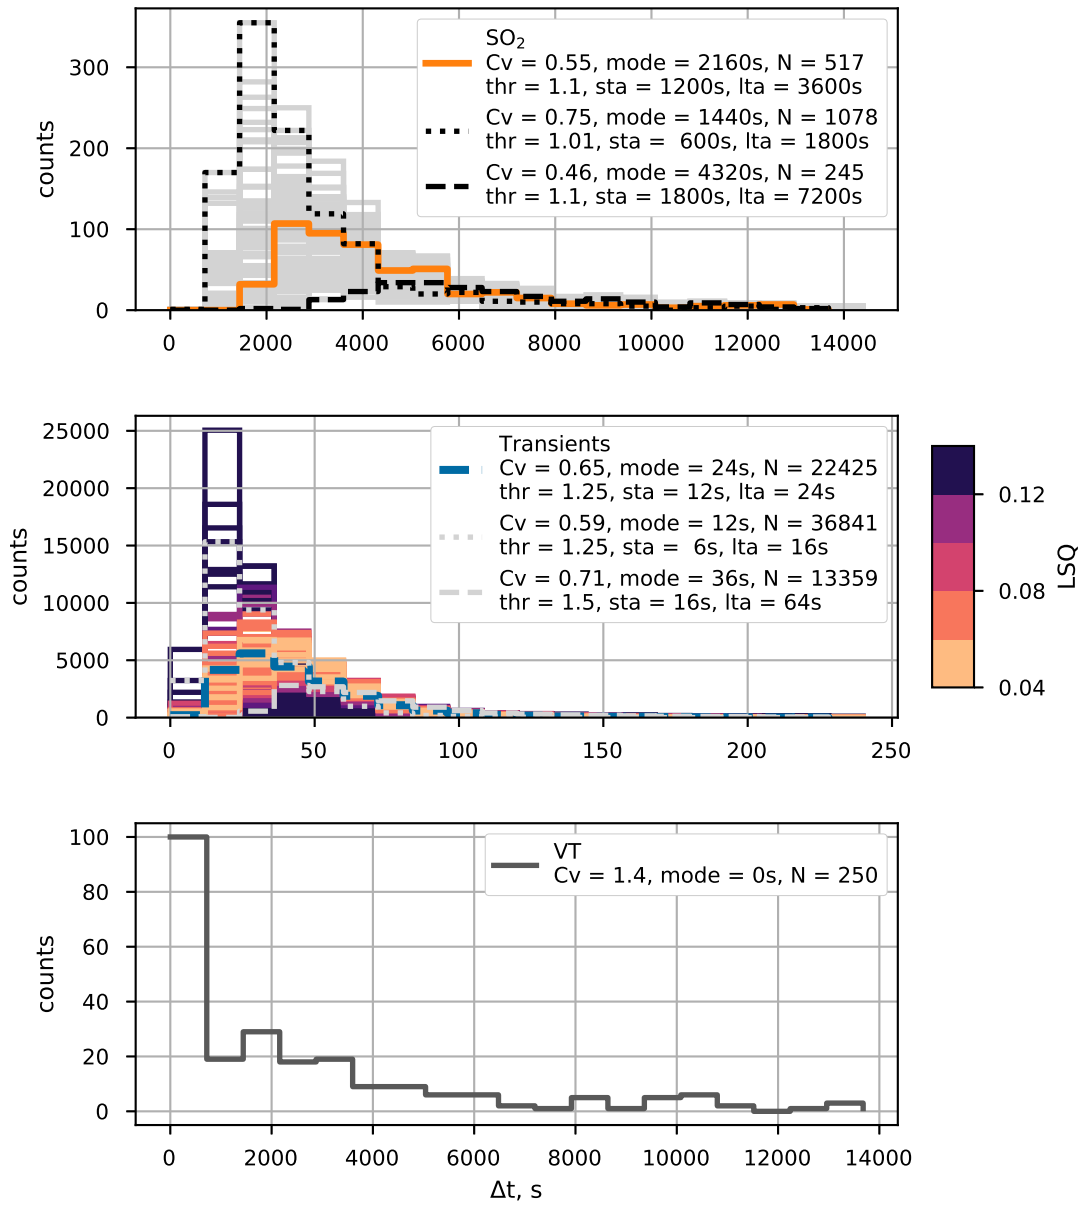 SO2
Cv = 0.55, mode = 2160s, N = 517
thr = 1.1, sta = 1200s, lta = 3600s
Cv = 0.75, mode = 1440s, N = 1078
thr = 1.01, sta =  600s, lta = 1800s
Cv = 0.46, mode = 4320s, N = 245
thr = 1.1, sta = 1800s, lta = 7200s
300
200
100
0
counts
0 2000 4000 6000 8000 10000 12000 14000
Transients
Cv = 0.65, mode = 24s, N = 22425
thr = 1.25, sta = 12s, lta = 24s
Cv = 0.59, mode = 12s, N = 36841
thr = 1.25, sta =  6s, lta = 16s
Cv = 0.71, mode = 36s, N = 13359
thr = 1.5, sta = 16s, lta = 64s
25000
20000
15000
10000
5000
0
counts
0 50 100 150 200 250
0.12
0.08
0.04
LSQ
VT
Cv = 1.4, mode = 0s, N = 250
100
80
60
40
20
0
counts
0 2000 4000 6000 8000 10000 12000 14000
Δt, s